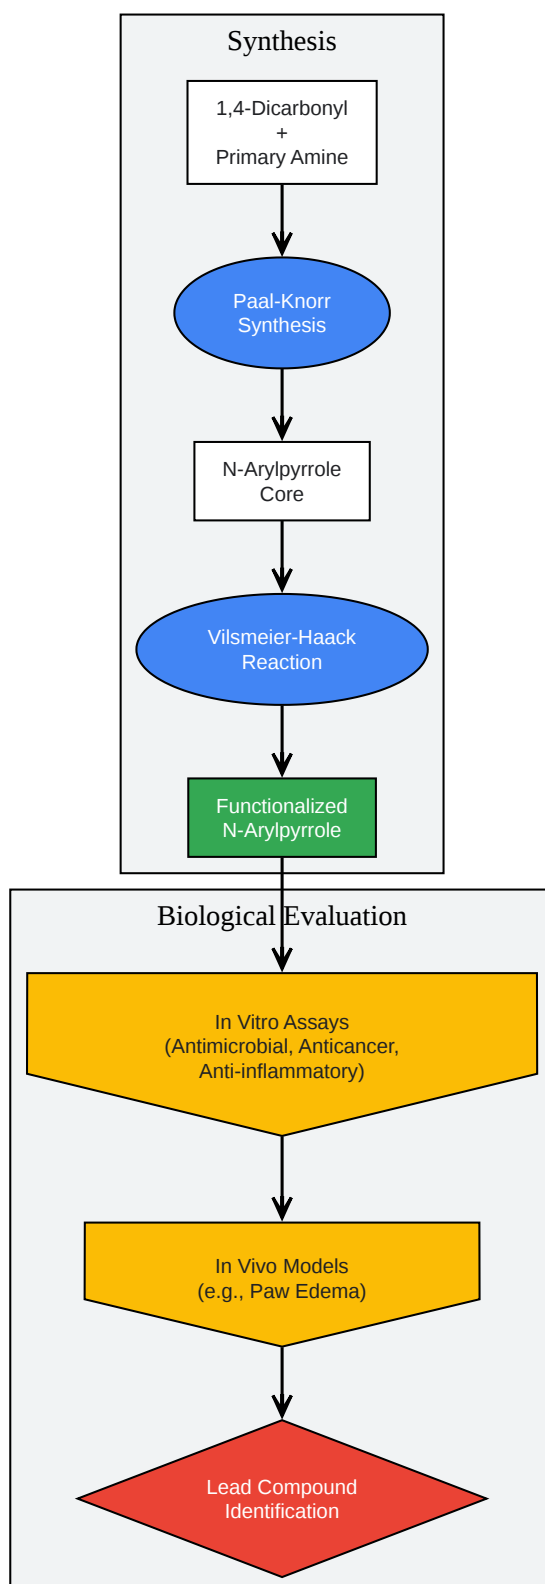 Synthesis
1,4-Dicarbonyl
+
Primary Amine
Paal-Knorr
Synthesis
N-Arylpyrrole
Core
Vilsmeier-Haack
Reaction
Functionalized
N-Arylpyrrole
Biological Evaluation
In Vitro Assays
(Antimicrobial, Anticancer,
Anti-inflammatory)
In Vivo Models
(e.g., Paw Edema)
Lead Compound
Identification